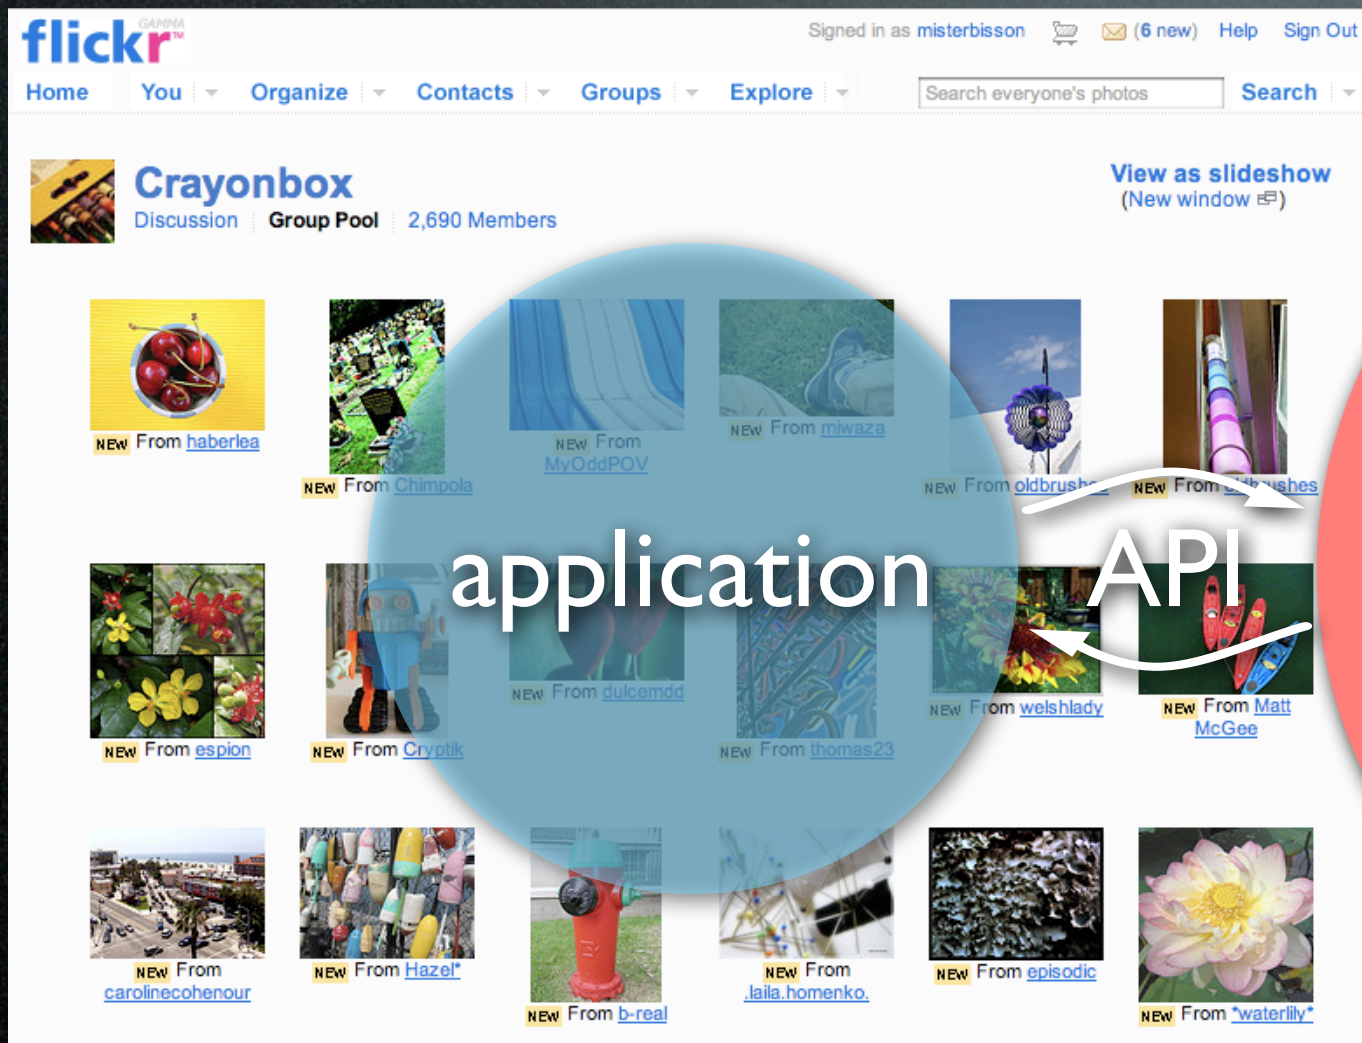 flickr™
GAMMA
Signed in as misterbisson (6 new) Help Sign Out
Home You Organize Contacts Groups Explore Search everyone's photos Search
Crayonbox
Discussion Group Pool 2,690 Members
View as slideshow
(New window)
NEW From haberlea
NEW From Chimpola
NEW From
MyOddPOV
NEW From miwaza
NEW From oldbrushes
NEW From oldbrushes
application
API
NEW From espion
NEW From Cryptik
NEW From dulcemdd
NEW From thomas23
NEW From welshlady
NEW From Matt
McGee
NEW From
carolinecohenour
NEW From Hazel*
NEW From b-real
NEW From
.laila.homenko.
NEW From episodic
NEW From *waterlily*